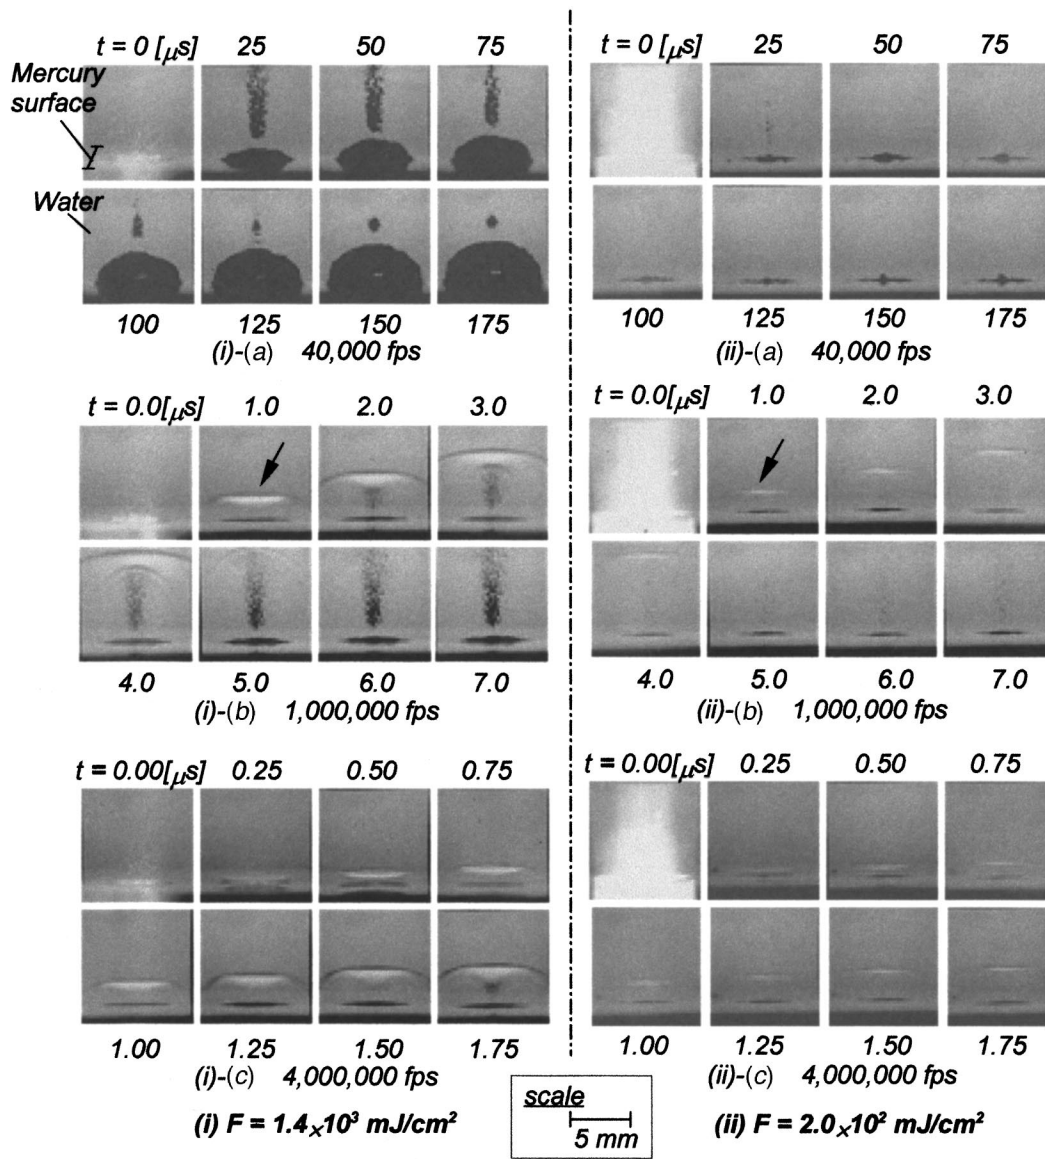 t = 0 [μs] 25 50 75
Mercury
surface
Water
100 125 150 175
(i)-(a) 40,000 fps
t = 0.0[μs] 1.0 2.0 3.0
4.0 5.0 6.0 7.0
(i)-(b) 1,000,000 fps
t = 0.00[μs] 0.25 0.50 0.75
1.00 1.25 1.50 1.75
(i)-(c) 4,000,000 fps
(i) F = 1.4×10³ mJ/cm²
t = 0 [μs] 25 50 75
100 125 150 175
(ii)-(a) 40,000 fps
t = 0.0[μs] 1.0 2.0 3.0
4.0 5.0 6.0 7.0
(ii)-(b) 1,000,000 fps
t = 0.00[μs] 0.25 0.50 0.75
1.00 1.25 1.50 1.75
(ii)-(c) 4,000,000 fps
(ii) F = 2.0×10² mJ/cm²
scale
5 mm